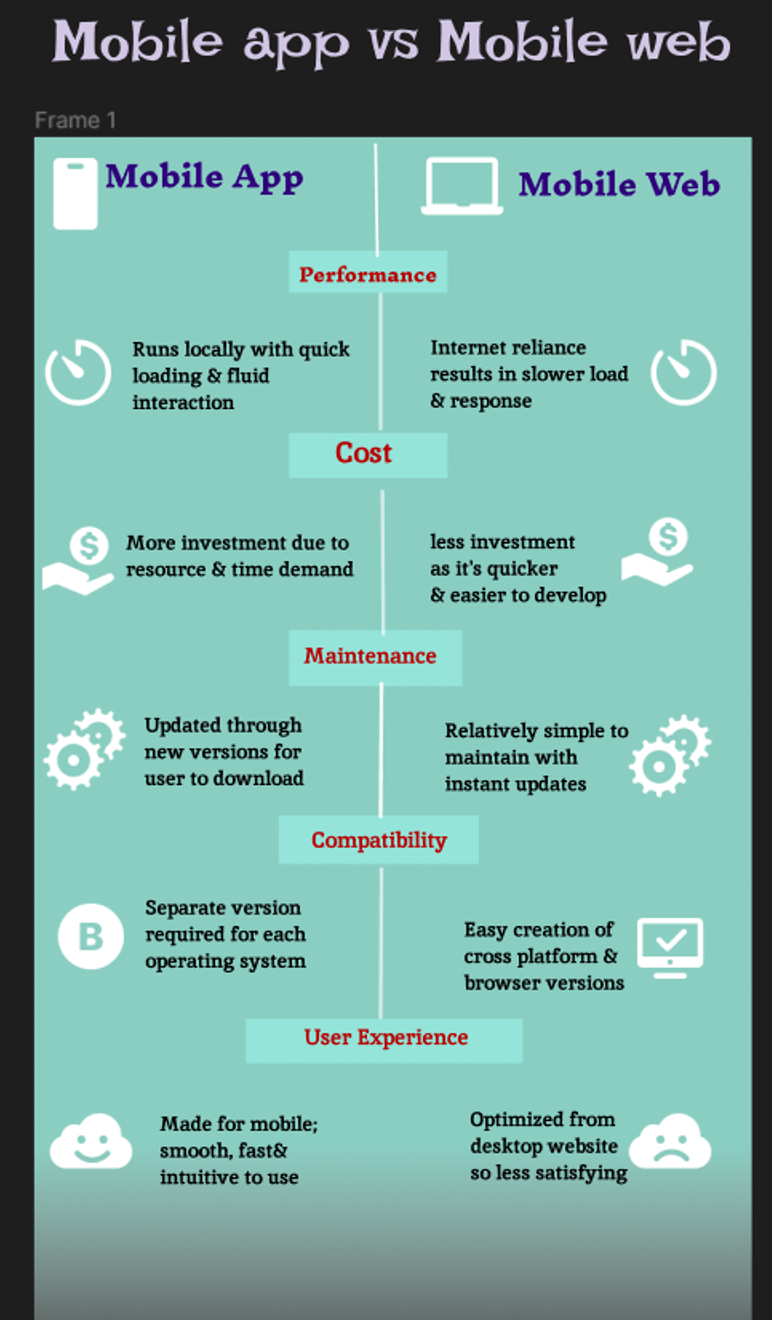 Mobile app vs Mobile web
Frame 1
Mobile App
Mobile Web
Performance
Runs locally with quick
loading & fluid
interaction
Internet reliance
results in slower load
& response
Cost
$
More investment due to
resource & time demand
less investment
as it's quicker
& easier to develop
$
Maintenance
Updated through
new versions for
user to download
Relatively simple to
maintain with
instant updates
Compatibility
B
Separate version
required for each
operating system
Easy creation of
cross platform &
browser versions
User Experience
Made for mobile;
smooth, fast&
intuitive to use
Optimized from
desktop website
so less satisfying